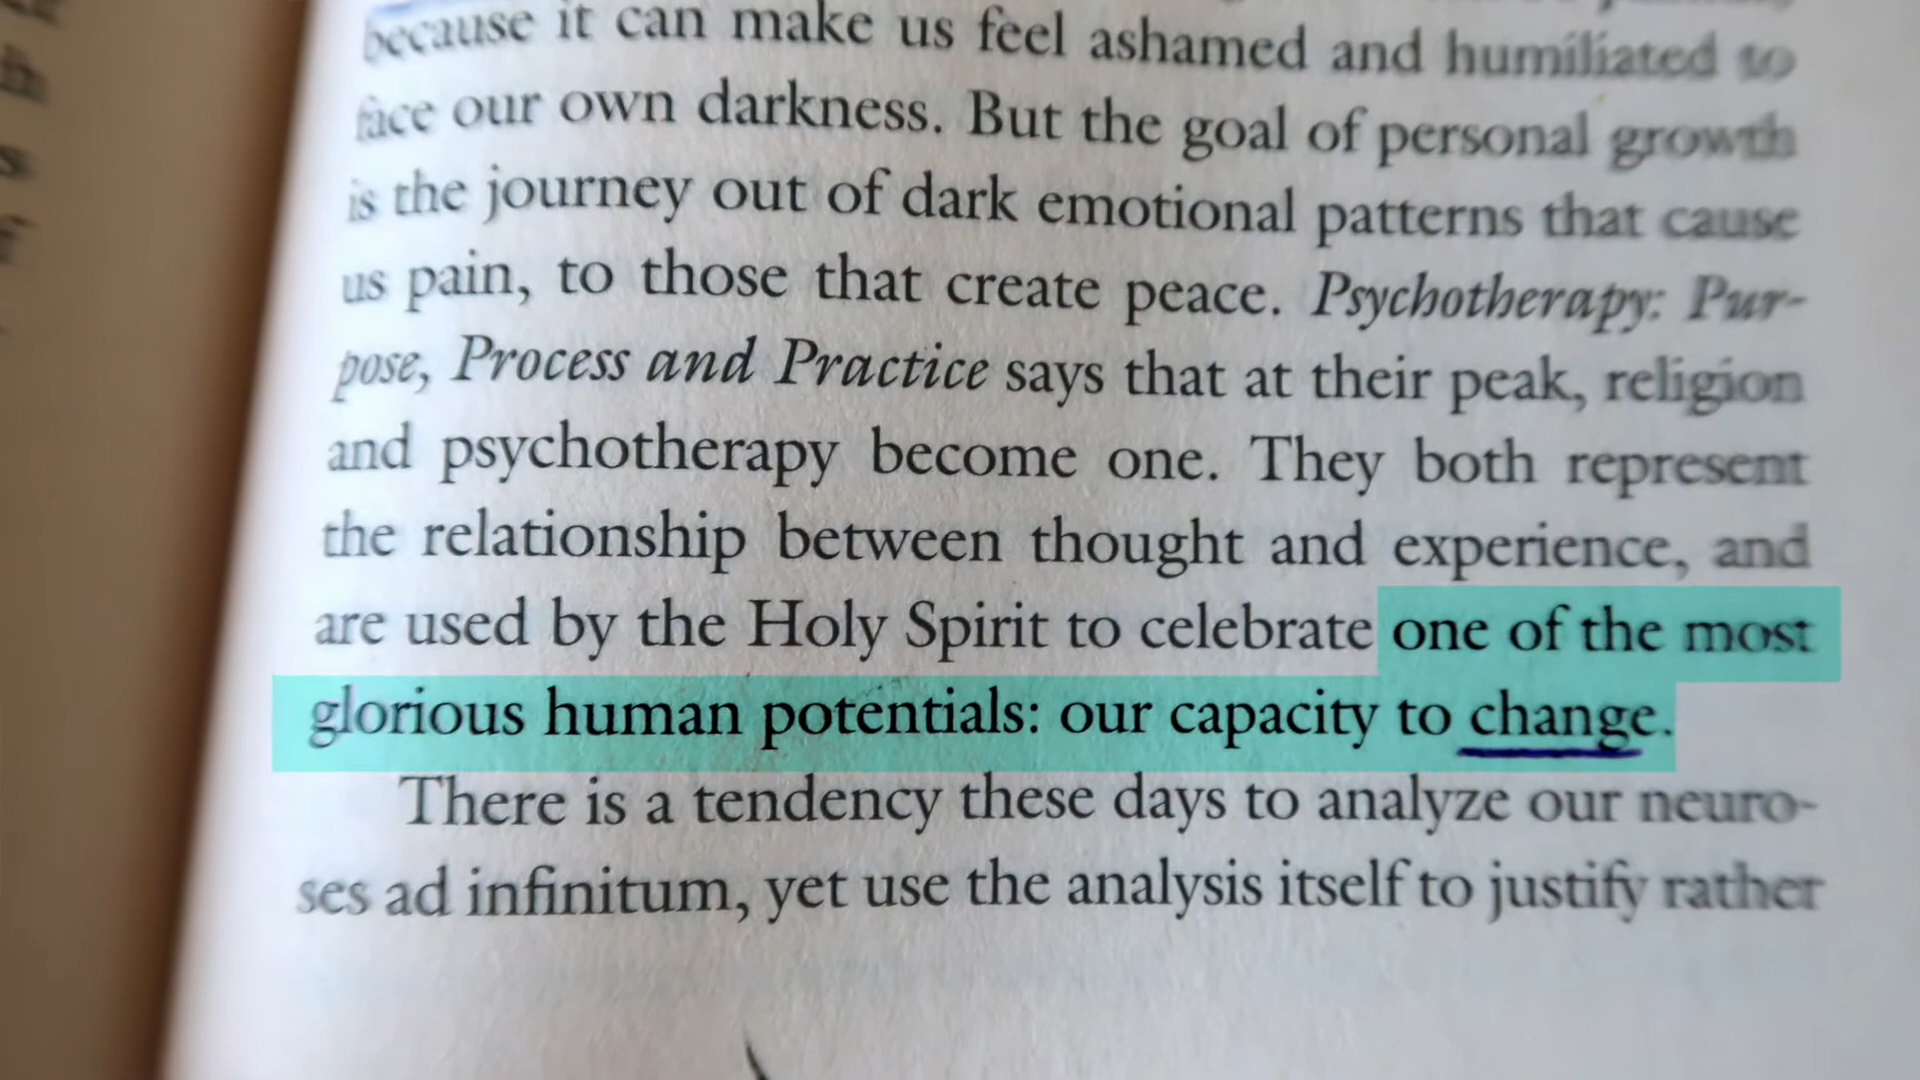 because it can make us feel ashamed and humiliated to
face our own darkness. But the goal of personal growth
is the journey out of dark emotional patterns that cause
us pain, to those that create peace. Psychotherapy: Pur-
pose, Process and Practice says that at their peak, religion
and psychotherapy become one. They both represent
the relationship between thought and experience, and
are used by the Holy Spirit to celebrate one of the most
glorious human potentials: our capacity to change.
There is a tendency these days to analyze our neuro-
ses ad infinitum, yet use the analysis itself to justify rather